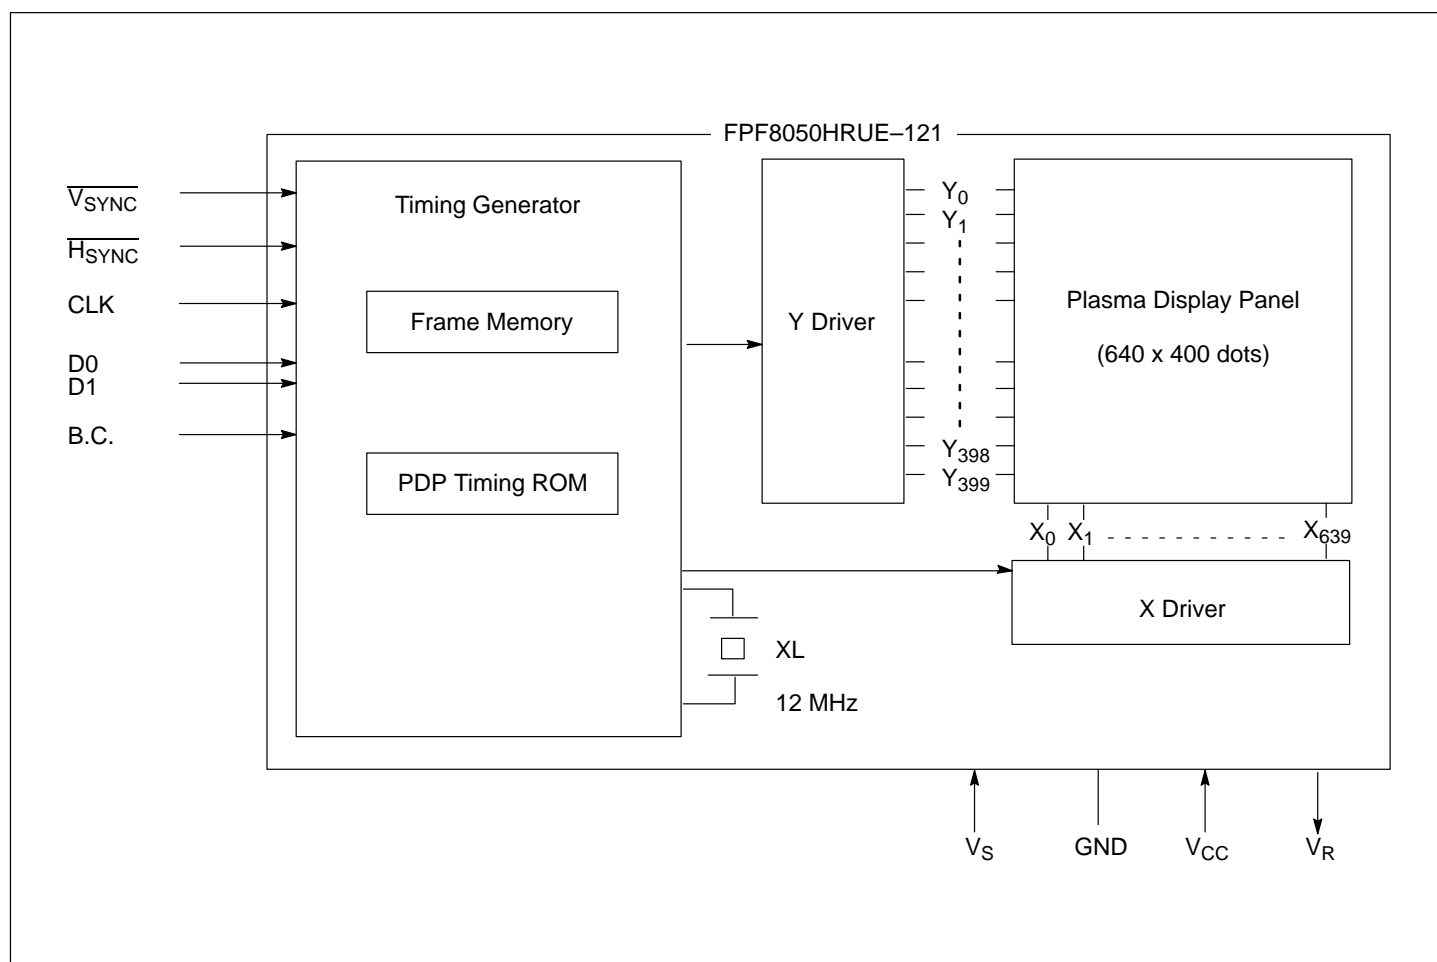 FPF8050HRUE–121
VSYNC
HSYNC
CLK
D0
D1
B.C.
Timing Generator
Frame Memory
PDP Timing ROM
Y Driver
Y0
Y1
Y398
Y399
Plasma Display Panel
(640 x 400 dots)
X0 X1 X639
X Driver
XL
12 MHz
VS GND VCC VR